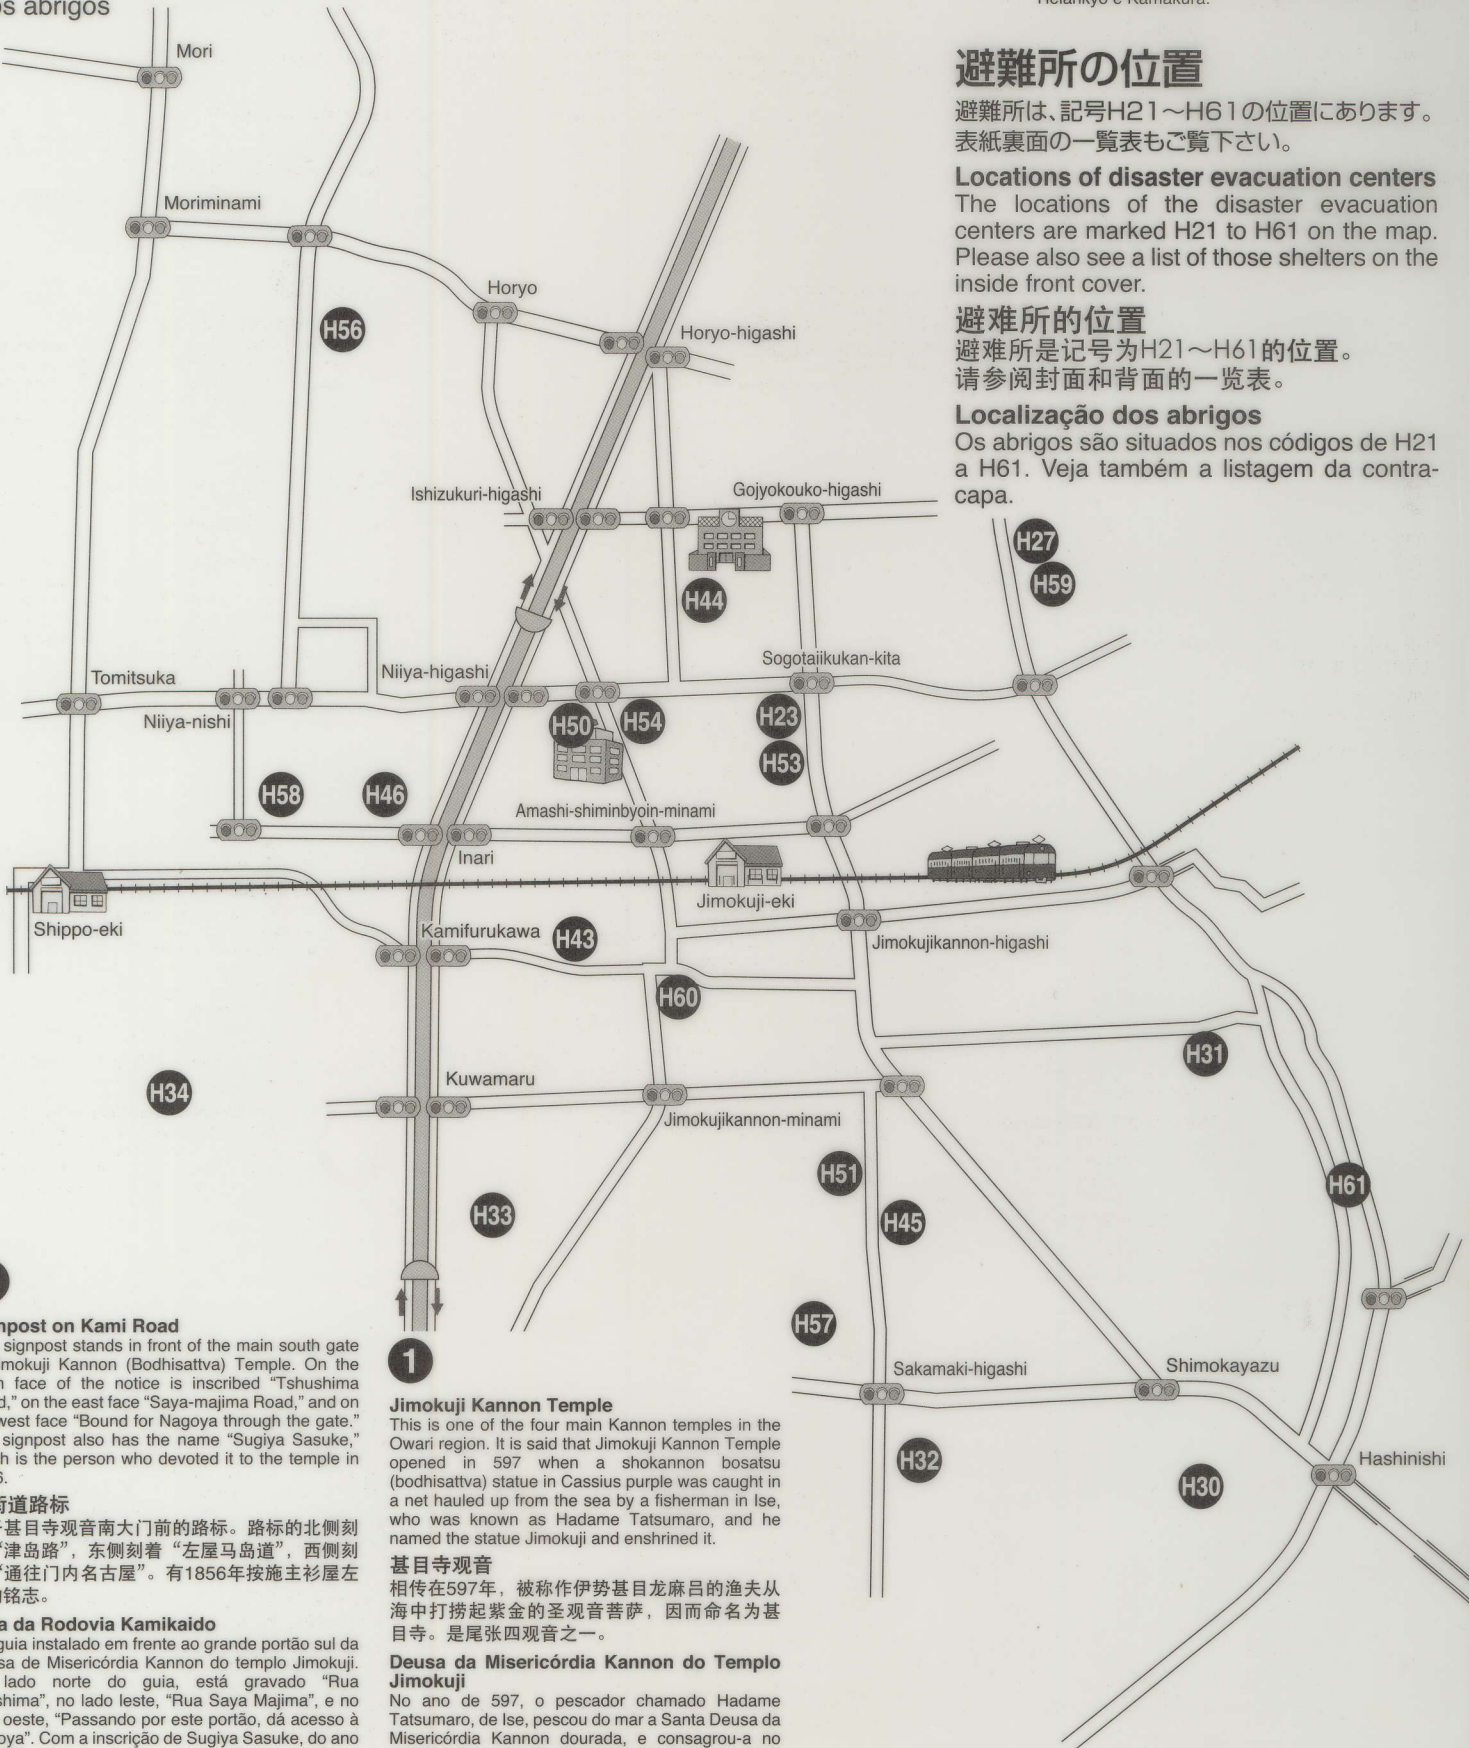 os abrigos
Heiankyo e Kamakura.
避難所の位置
避難所は、記号H21～H61の位置にあります。
表紙裏面の一覧表もご覧下さい。
Locations of disaster evacuation centers
The locations of the disaster evacuation
centers are marked H21 to H61 on the map.
Please also see a list of those shelters on the
inside front cover.
避难所的位置
避难所是记号为H21～H61的位置。
请参阅封面和背面的一览表。
Localização dos abrigos
Os abrigos são situados nos códigos de H21
a H61. Veja também a listagem da contra-
capa.
Mori
Moriminami
Horyo
H56
Horyo-higashi
Ishizukuri-higashi
Gojyokouko-higashi
H27
H59
H44
Sogotaiikukan-kita
Niiya-higashi
Tomitsuka
Niiya-nishi
H50
H54
H23
H53
H58
H46
Amashi-shiminbyoin-minami
Inari
Jimokuji-eki
Shippo-eki
Kamifurukawa
H43
Jimokujikannon-higashi
H60
H31
H34
Kuwamaru
Jimokujikannon-minami
H51
H61
H33
H45
H57
Sakamaki-higashi
Shimokayazu
H32
Hashinishi
H30
npost on Kami Road
signpost stands in front of the main south gate
imokuji Kannon (Bodhisattva) Temple. On the
n face of the notice is inscribed “Tshushima
d,” on the east face “Saya-majima Road,” and on
west face “Bound for Nagoya through the gate.”
signpost also has the name “Sugiya Sasuke,”
h is the person who devoted it to the temple in
6.
街道路标
甚目寺观音南大门前的路标。路标的北侧刻
“津岛路”，东侧刻着“左屋马岛道”，西侧刻
“通往门内名古屋”。有1856年按施主衫屋左
铭志。
a da Rodovia Kamikaido
guia instalado em frente ao grande portão sul da
sa de Misericórdia Kannon do templo Jimokuji.
lado norte do guia, está gravado “Rua
shima”, no lado leste, “Rua Saya Majima”, e no
oeste, “Passando por este portão, dá acesso à
oya”. Com a inscrição de Sugiya Sasuke, do ano
1
Jimokuji Kannon Temple
This is one of the four main Kannon temples in the
Owari region. It is said that Jimokuji Kannon Temple
opened in 597 when a shokannon bosatsu
(bodhisattva) statue in Cassius purple was caught in
a net hauled up from the sea by a fisherman in Ise,
who was known as Hadame Tatsumaro, and he
named the statue Jimokuji and enshrined it.
甚目寺观音
相传在597年，被称作伊势甚目龙麻吕的渔夫从
海中打捞起紫金的圣观音菩萨，因而命名为甚
目寺。是尾张四观音之一。
Deusa da Misericórdia Kannon do Templo
Jimokuji
No ano de 597, o pescador chamado Hadame
Tatsumaro, de Ise, pescou do mar a Santa Deusa da
Misericórdia Kannon dourada, e consagrou-a no